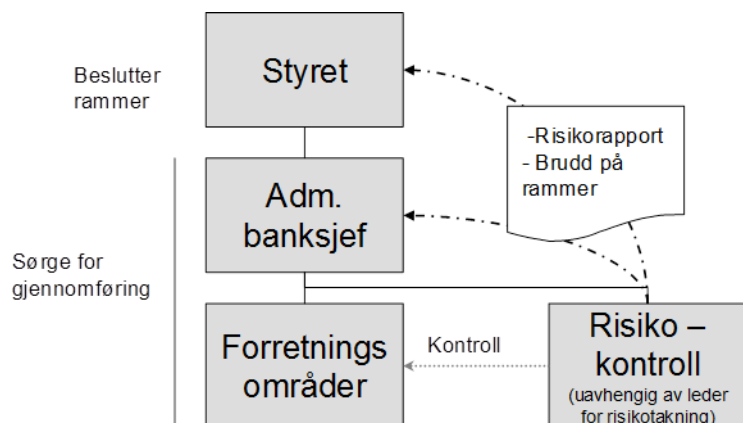 Beslutter
rammer
Styret
-Risikorapport
- Brudd på
rammer
Adm.
banksjef
Sørge for
gjennomføring
Forretnings
områder
Kontroll
Risiko –
kontroll
(uavhengig av leder
for risikotakning)